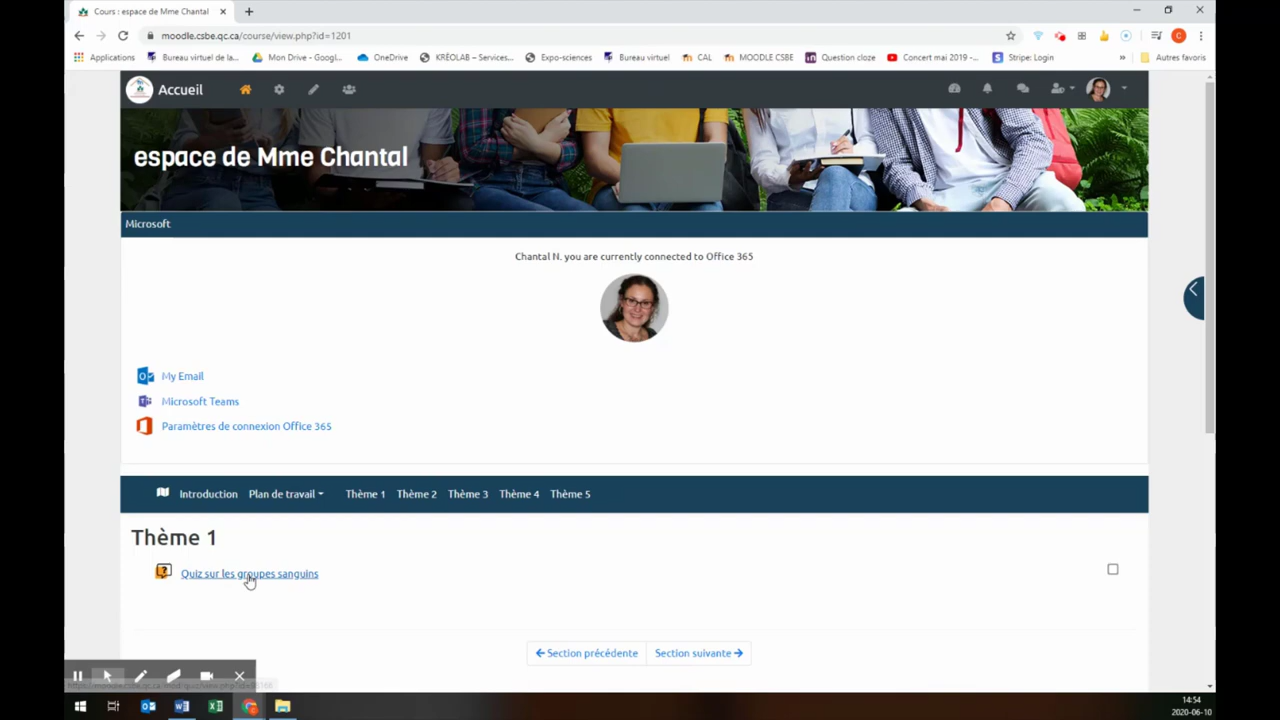 Cours : espace de Mme Chantal
moodle.csbe.qc.ca/course/view.php?id=1201
Applications Bureau virtuel de la... Mon Drive - Googl... OneDrive KRÉOLAB – Services... Expo-sciences Bureau virtuel CAL MOODLE CSBE Question cloze Concert mai 2019 -... Stripe: Login » Autres favoris
Accueil
espace de Mme Chantal
Microsoft
Chantal N. you are currently connected to Office 365
My Email
Microsoft Teams
Paramètres de connexion Office 365
Introduction Plan de travail Thème 1 Thème 2 Thème 3 Thème 4 Thème 5
Thème 1
Quiz sur les groupes sanguins
Section précédente Section suivante
14:54
2020-06-10